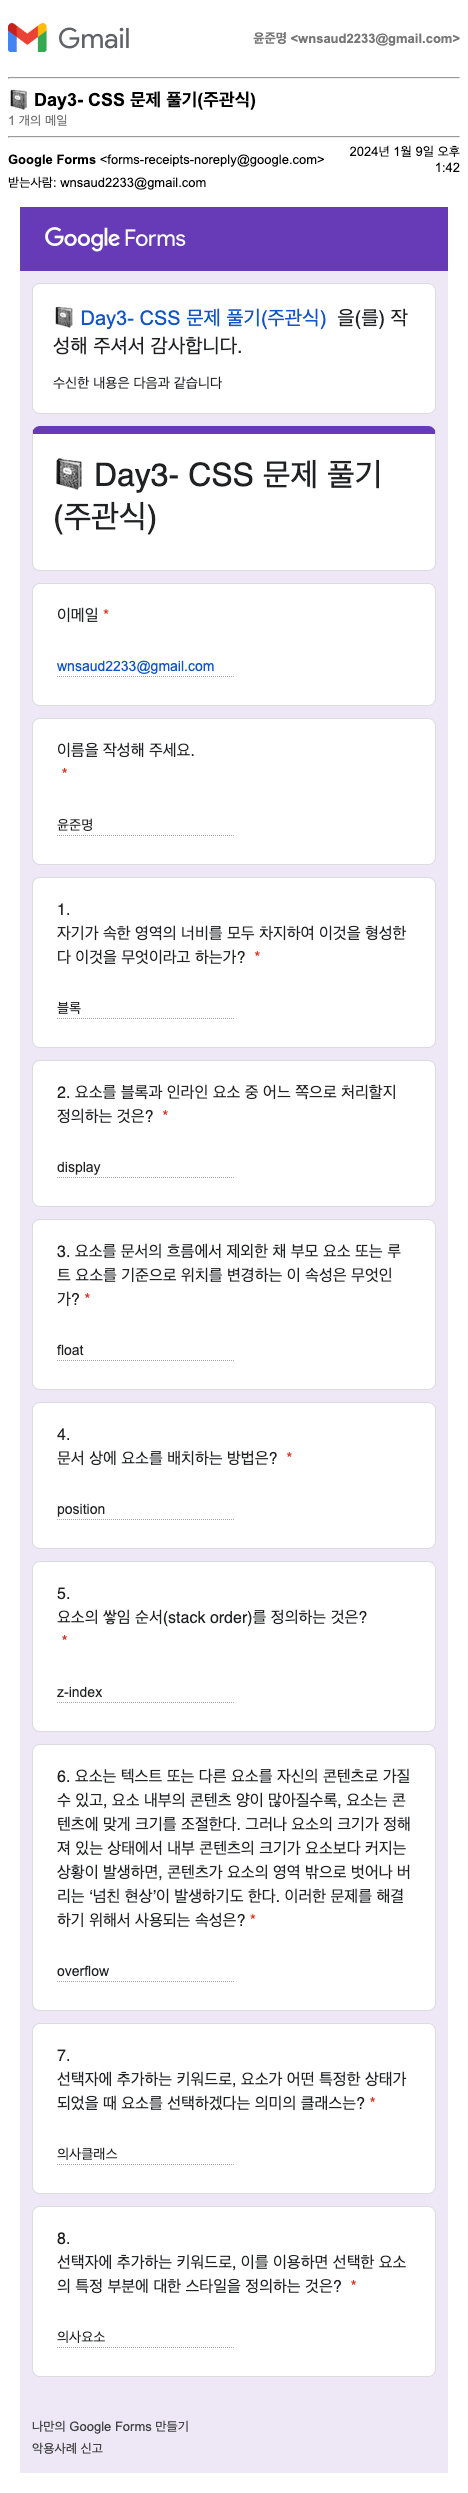 Gmail
윤준명 <wnsaud2233@gmail.com>
Day3- CSS 문제 풀기(주관식)
1 개의 메일
Google Forms <forms-receipts-noreply@google.com>
2024년 1월 9일 오후
1:42
받는사람: wnsaud2233@gmail.com
Google Forms
Day3- CSS 문제 풀기(주관식) 을(를) 작
성해 주셔서 감사합니다.
수신한 내용은 다음과 같습니다
Day3- CSS 문제 풀기
(주관식)
이메일 *
wnsaud2233@gmail.com
이름을 작성해 주세요.
*
윤준명
1.
자기가 속한 영역의 너비를 모두 차지하여 이것을 형성한
다 이것을 무엇이라고 하는가? *
블록
2. 요소를 블록과 인라인 요소 중 어느 쪽으로 처리할지
정의하는 것은? *
display
3. 요소를 문서의 흐름에서 제외한 채 부모 요소 또는 루
트 요소를 기준으로 위치를 변경하는 이 속성은 무엇인
가? *
float
4.
문서 상에 요소를 배치하는 방법은? *
position
5.
요소의 쌓임 순서(stack order)를 정의하는 것은?
*
z-index
6. 요소는 텍스트 또는 다른 요소를 자신의 콘텐츠로 가질
수 있고, 요소 내부의 콘텐츠 양이 많아질수록, 요소는 콘
텐츠에 맞게 크기를 조절한다. 그러나 요소의 크기가 정해
져 있는 상태에서 내부 콘텐츠의 크기가 요소보다 커지는
상황이 발생하면, 콘텐츠가 요소의 영역 밖으로 벗어나 버
리는 ‘넘친 현상’이 발생하기도 한다. 이러한 문제를 해결
하기 위해서 사용되는 속성은? *
overflow
7.
선택자에 추가하는 키워드로, 요소가 어떤 특정한 상태가
되었을 때 요소를 선택하겠다는 의미의 클래스는? *
의사클래스
8.
선택자에 추가하는 키워드로, 이를 이용하면 선택한 요소
의 특정 부분에 대한 스타일을 정의하는 것은? *
의사요소
나만의 Google Forms 만들기
악용사례 신고